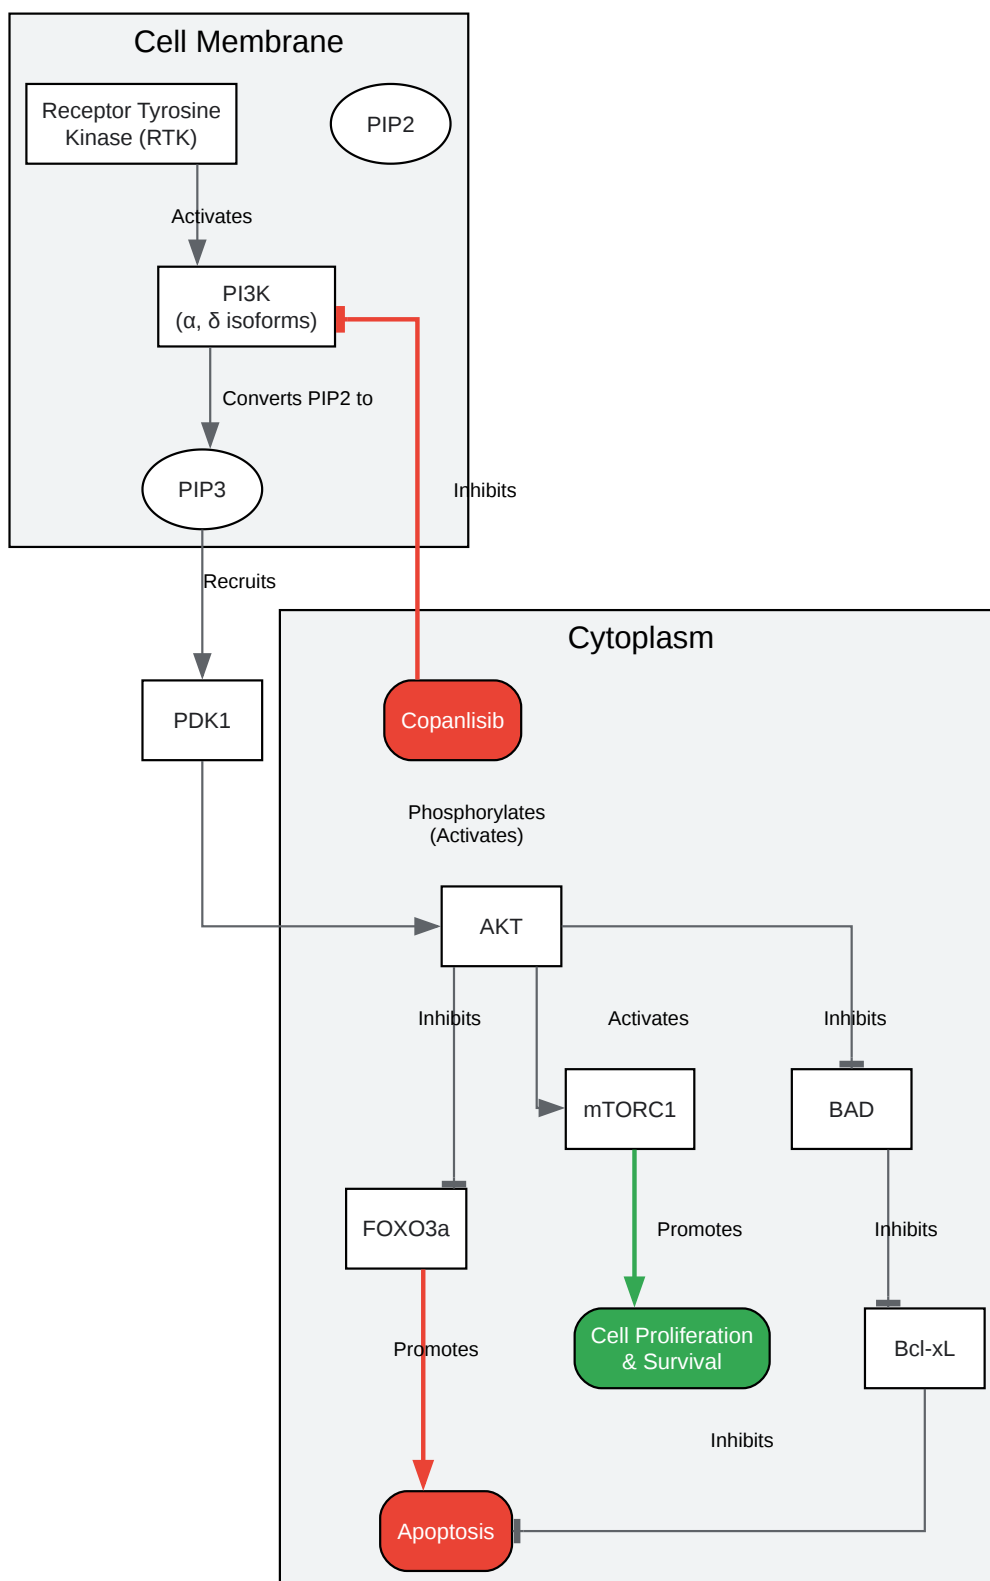 Cell Membrane
Receptor Tyrosine
Kinase (RTK)
PIP2
Activates
PI3K
(α, δ isoforms)
Converts PIP2 to
PIP3
Inhibits
Recruits
Cytoplasm
PDK1
Copanlisib
Phosphorylates
(Activates)
AKT
Inhibits
Activates
Inhibits
mTORC1
BAD
FOXO3a
Promotes
Inhibits
Promotes
Cell Proliferation
& Survival
Bcl-xL
Inhibits
Apoptosis